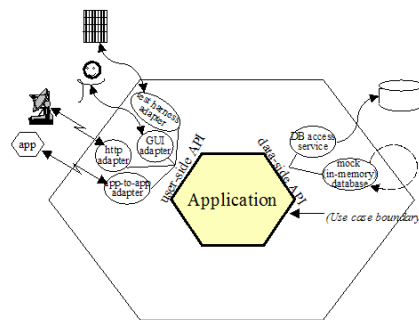 test harness
adapter
GUI
adapter
http
adapter
app
app-to-app
adapter
user-side API
data-side API
DB access
service
mock
in-memory
database
Application
(Use case boundary)